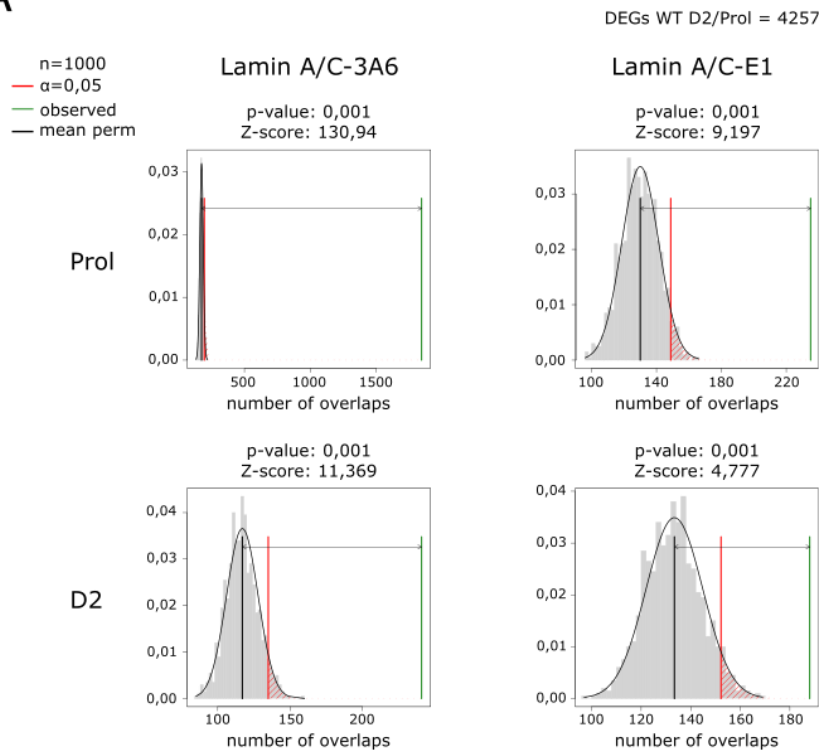 A
DEGs WT D2/Prol = 4257
n=1000
α=0,05
observed
mean perm
Lamin A/C-3A6
Lamin A/C-E1
Prol
p-value: 0,001
Z-score: 130,94
0,03
0,02
0,01
0,00
500 1000 1500
number of overlaps
p-value: 0,001
Z-score: 9,197
0,03
0,02
0,01
0,00
100 140 180 220
number of overlaps
D2
p-value: 0,001
Z-score: 11,369
0,04
0,03
0,02
0,01
0,00
100 150 200
number of overlaps
p-value: 0,001
Z-score: 4,777
0,04
0,03
0,02
0,01
0,00
100 120 140 160 180
number of overlaps